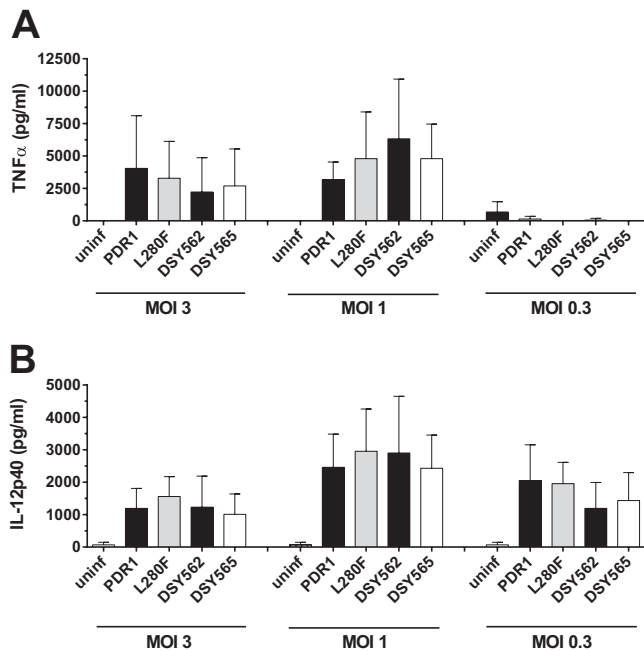 A
TNFα (pg/ml)
12500
10000
7500
5000
2500
0
uninf PDR1 L280F DSY562 DSY565 uninf PDR1 L280F DSY562 DSY565 uninf PDR1 L280F DSY562 DSY565
MOI 3 MOI 1 MOI 0.3
B
IL-12p40 (pg/ml)
5000
4000
3000
2000
1000
0
uninf PDR1 L280F DSY562 DSY565 uninf PDR1 L280F DSY562 DSY565 uninf PDR1 L280F DSY562 DSY565
MOI 3 MOI 1 MOI 0.3